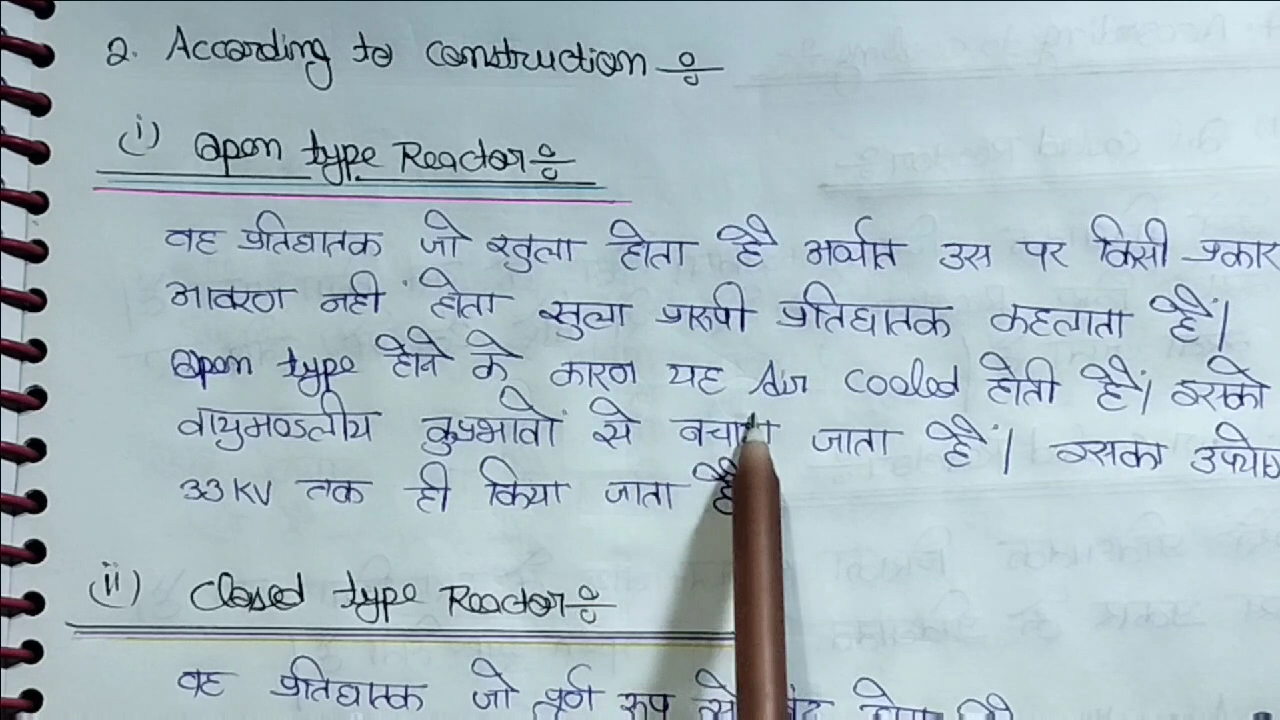 2. According to construction ÷
(i) Open type Reactor ÷
वह प्रतिघातक जो खुला होता है अर्थात उस पर किसी प्रकार
आवरण नहीं होता खुला प्ररूपी प्रतिघातक कहलाता है।
Open type होने के कारण यह Air cooled होती हैं। इसको
वायुमण्डलीय कुप्रभावों से बचाया जाता है। इसका उपयोग
33 KV तक ही किया जाता है
(ii) Closed type Reactor ÷
वह प्रतिघातक जो पूर्ण रूप से बंद